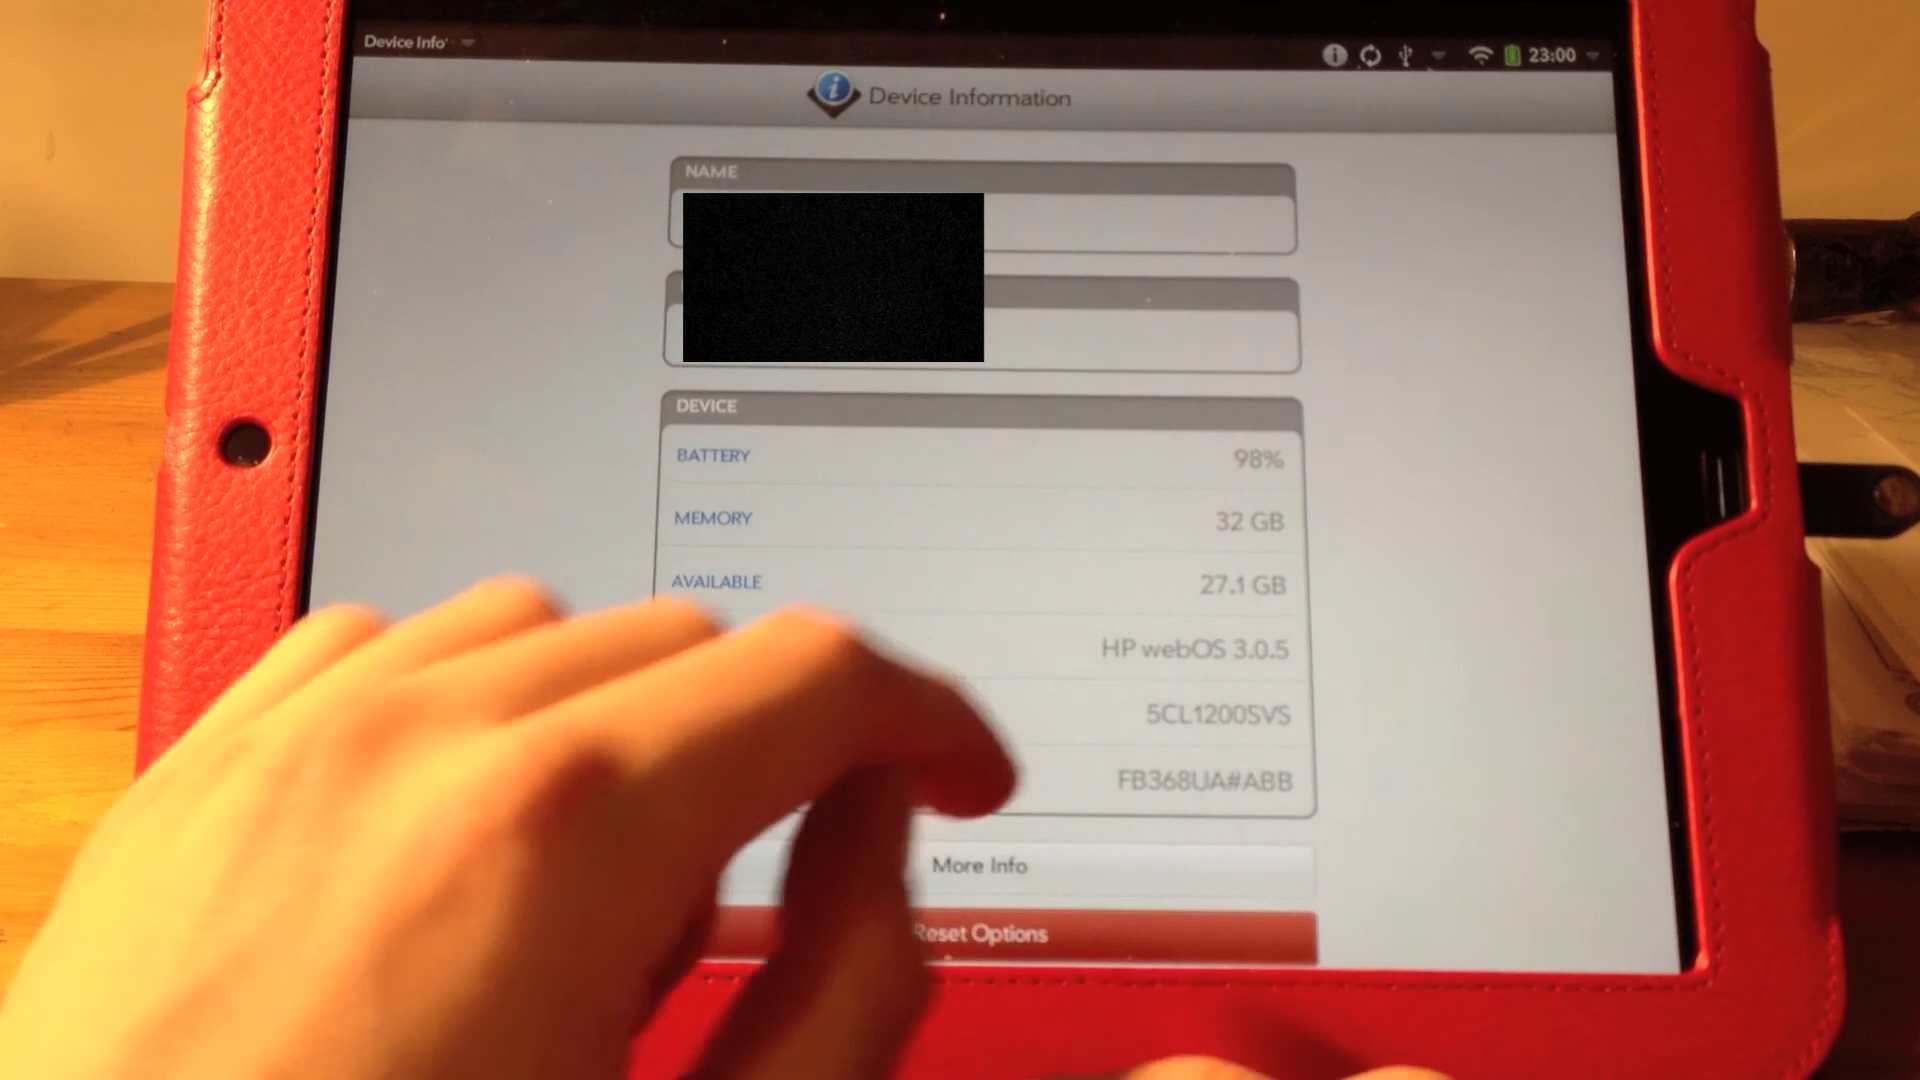 Device Info
23:00
Device Information
NAME
DEVICE
BATTERY 98%
MEMORY 32 GB
AVAILABLE 27.1 GB
HP webOS 3.0.5
5CL1200SVS
FB368UA#ABB
More Info
Reset Options